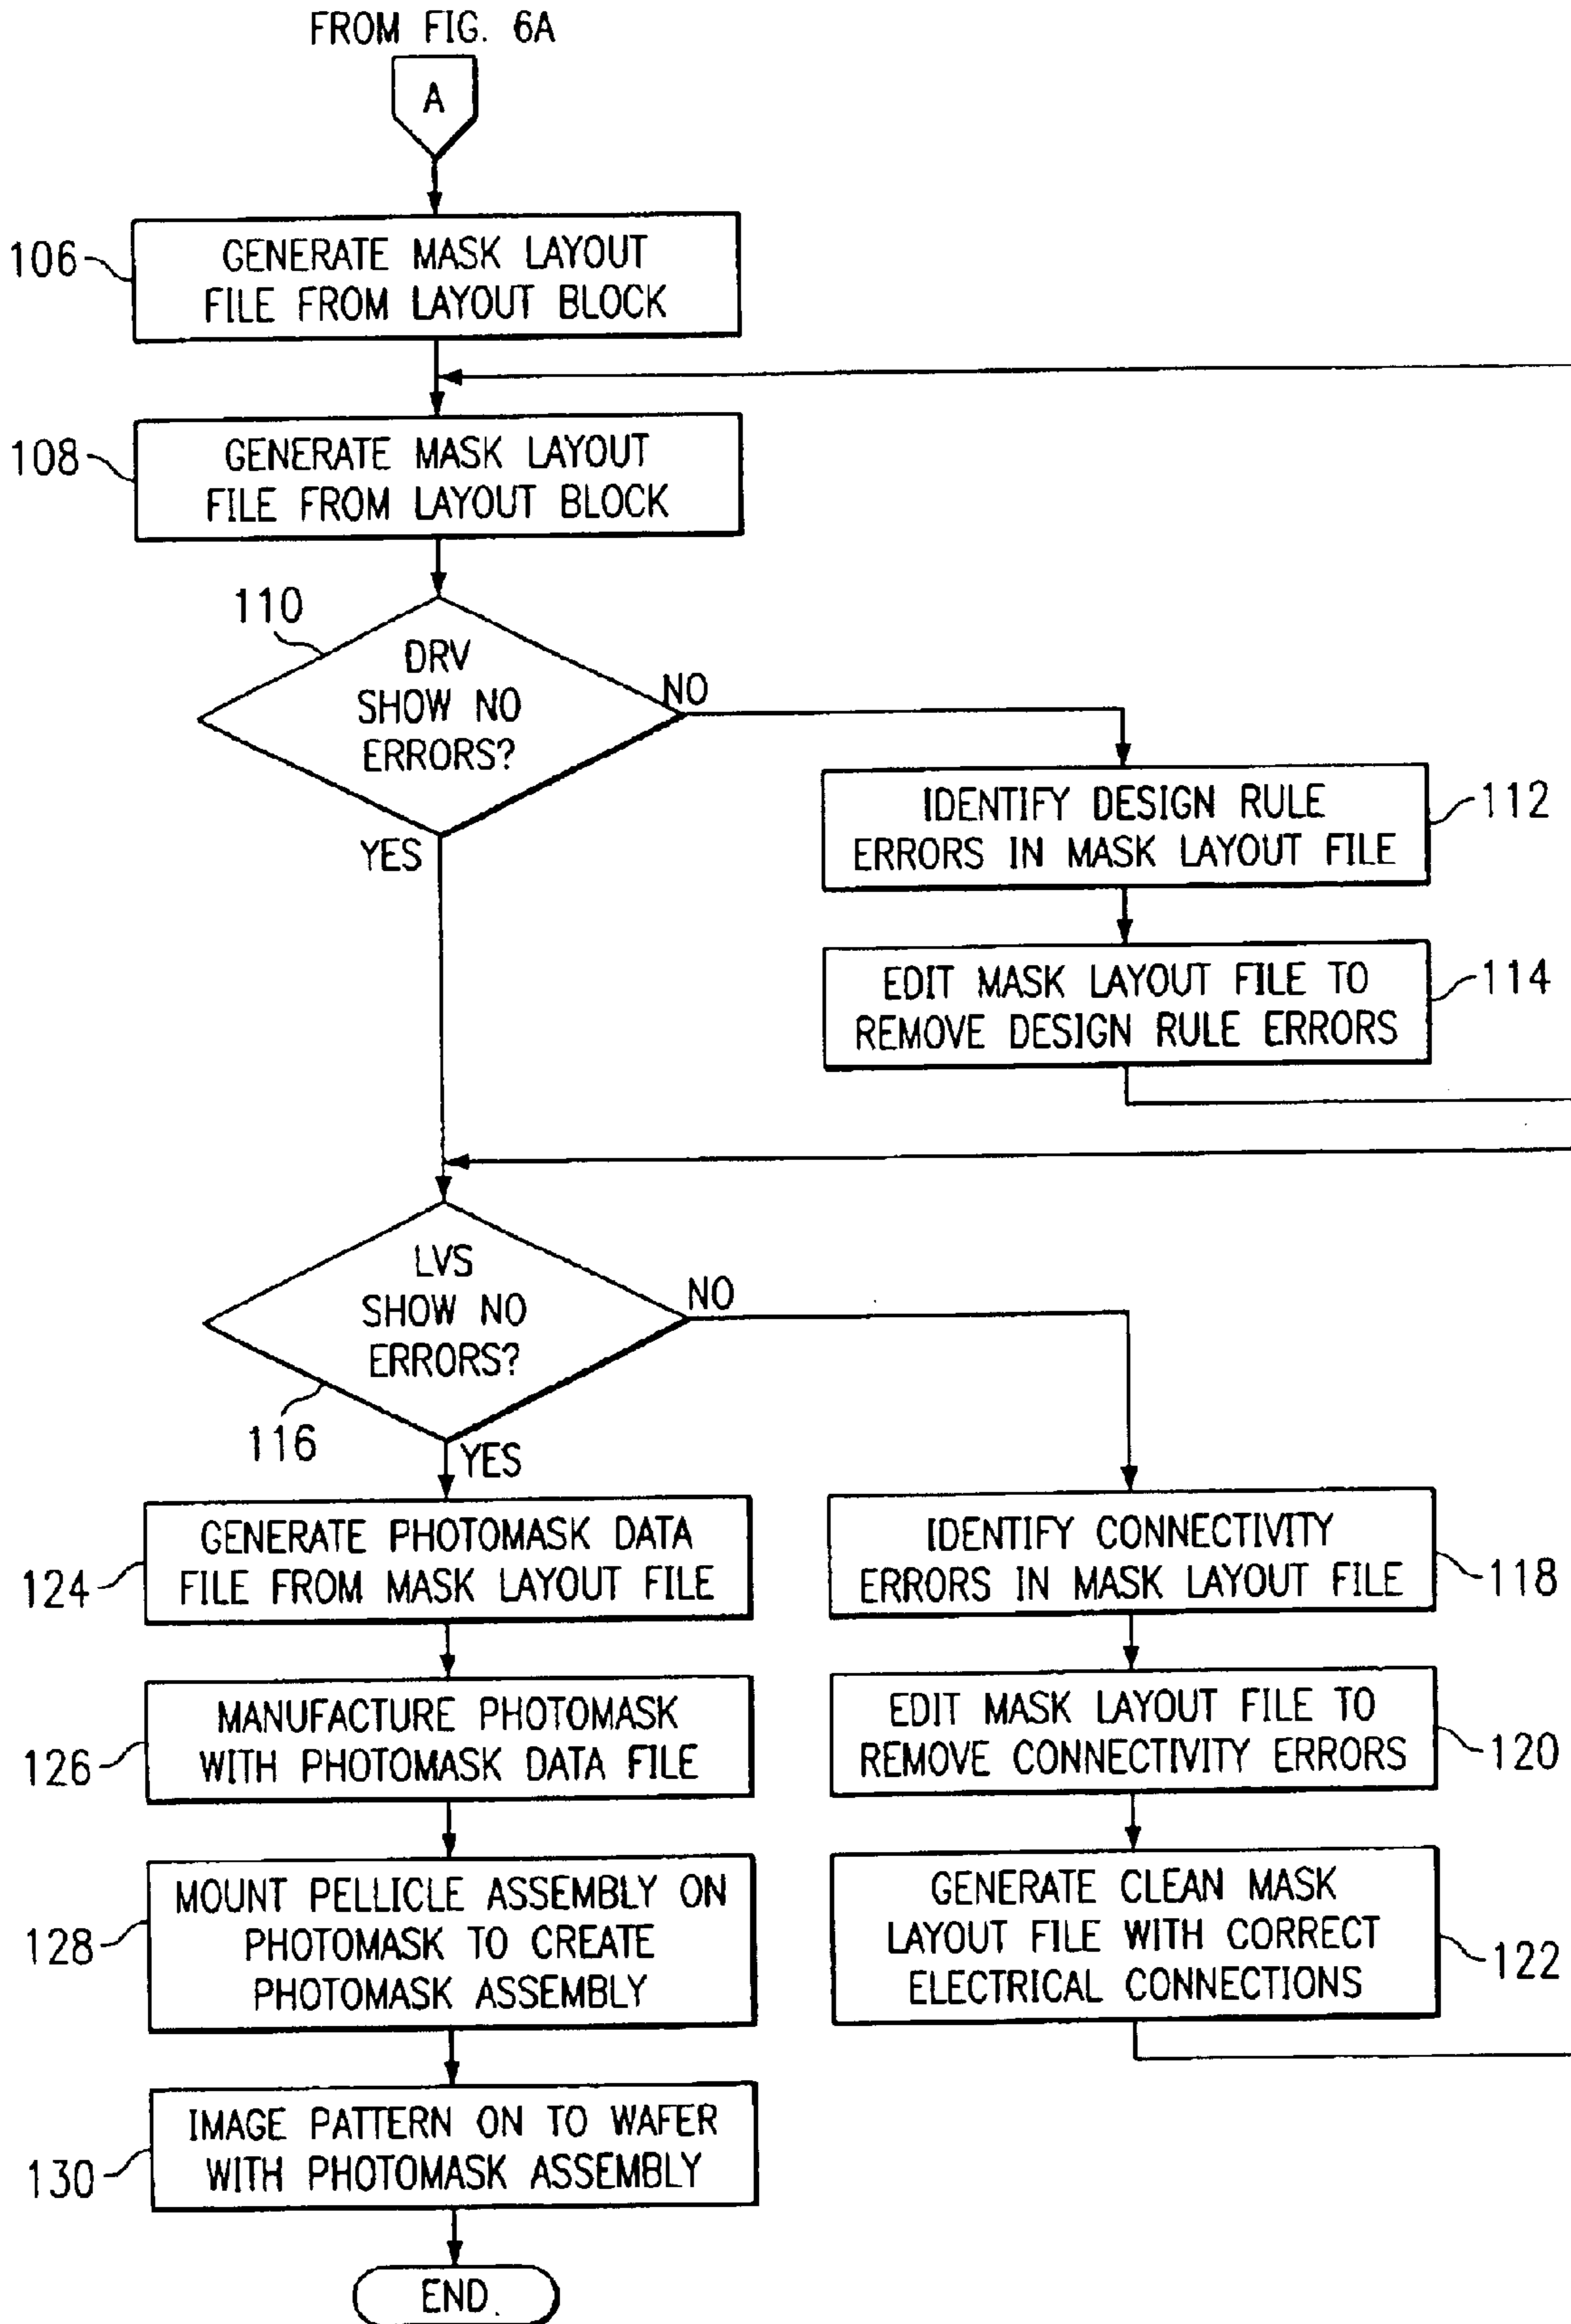 FROM FIG. 6A
A
106
GENERATE MASK LAYOUT
FILE FROM LAYOUT BLOCK
108
GENERATE MASK LAYOUT
FILE FROM LAYOUT BLOCK
110
DRV
SHOW NO
ERRORS?
NO
YES
IDENTIFY DESIGN RULE
ERRORS IN MASK LAYOUT FILE
112
EDIT MASK LAYOUT FILE TO
REMOVE DESIGN RULE ERRORS
114
LVS
SHOW NO
ERRORS?
NO
116
YES
GENERATE PHOTOMASK DATA
FILE FROM MASK LAYOUT FILE
124
IDENTIFY CONNECTIVITY
ERRORS IN MASK LAYOUT FILE
118
MANUFACTURE PHOTOMASK
WITH PHOTOMASK DATA FILE
126
EDIT MASK LAYOUT FILE TO
REMOVE CONNECTIVITY ERRORS
120
MOUNT PELLICLE ASSEMBLY ON
PHOTOMASK TO CREATE
PHOTOMASK ASSEMBLY
128
GENERATE CLEAN MASK
LAYOUT FILE WITH CORRECT
ELECTRICAL CONNECTIONS
122
IMAGE PATTERN ON TO WAFER
WITH PHOTOMASK ASSEMBLY
130
END